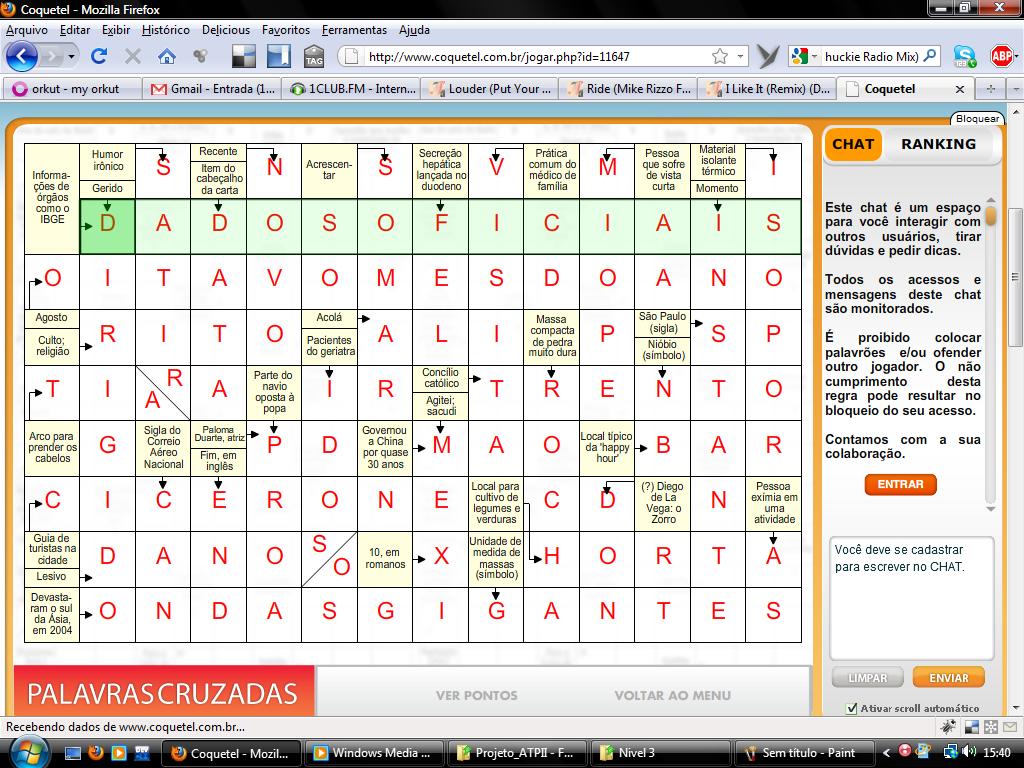 Coquetel - Mozilla Firefox
Arquivo Editar Exibir Histórico Delicious Favoritos Ferramentas Ajuda
TAG http://www.coquetel.com.br/jogar.php?id=11647 huckie Radio Mix) ABP
orkut - my orkut Gmail - Entrada (1... 1CLUB.FM - Intern... Louder (Put Your ... Ride (Mike Rizzo F... I Like It (Remix) (D... Coquetel
Bloquear
Informa-
ções de
órgãos
como o
IBGE
Humor
irônico
Gerido
S
Recente
Item do
cabeçalho
da carta
N
Acrescen-
tar
S
Secreção
hepática
lançada no
duodeno
V
Prática
comum do
médico de
família
M
Pessoa
que sofre
de vista
curta
Material
isolante
térmico
Momento
I
D A D O S O F I C I A I S
O I T A V O M E S D O A N O
Agosto
Culto;
religião
R I T O
Acolá
Pacientes
do geriatra
A L I
Massa
compacta
de pedra
muito dura
P
São Paulo
(sigla)
Nióbio
(símbolo)
S P
T I A R A
Parte do
navio
oposta à
popa
I R
Concílio
católico
Agitei;
sacudi
T R E N T O
Arco para
prender os
cabelos
G
Sigla do
Correio
Aéreo
Nacional
Paloma
Duarte, atriz
Fim, em
inglês
P D
Governou
a China
por quase
30 anos
M A O
Local típico
da 'happy
hour'
B A R
C I C E R O N E
Local para
cultivo de
legumes e
verduras
C D
(?) Diego
de La
Vega: o
Zorro
N
Pessoa
exímia em
uma
atividade
Guia de
turistas na
cidade
Lesivo
D A N O S O
10, em
romanos
X
Unidade de
medida de
massas
(símbolo)
H O R T A
Devasta-
ram o sul
da Ásia,
em 2004
O N D A S G I G A N T E S
PALAVRAS CRUZADAS
VER PONTOS VOLTAR AO MENU
CHAT RANKING
Este chat é um espaço
para você interagir com
outros usuários, tirar
dúvidas e pedir dicas.
Todos os acessos e
mensagens deste chat
são monitorados.
É proibido colocar
palavrões e/ou ofender
outro jogador. O não
cumprimento desta
regra pode resultar no
bloqueio do seu acesso.
Contamos com a sua
colaboração.
ENTRAR
Você deve se cadastrar
para escrever no CHAT.
LIMPAR ENVIAR
Ativar scroll automático
Recebendo dados de www.coquetel.com.br...
Coquetel - Mozil... Windows Media ... Projeto_ATPII - F... Nivel 3 Sem título - Paint 15:40